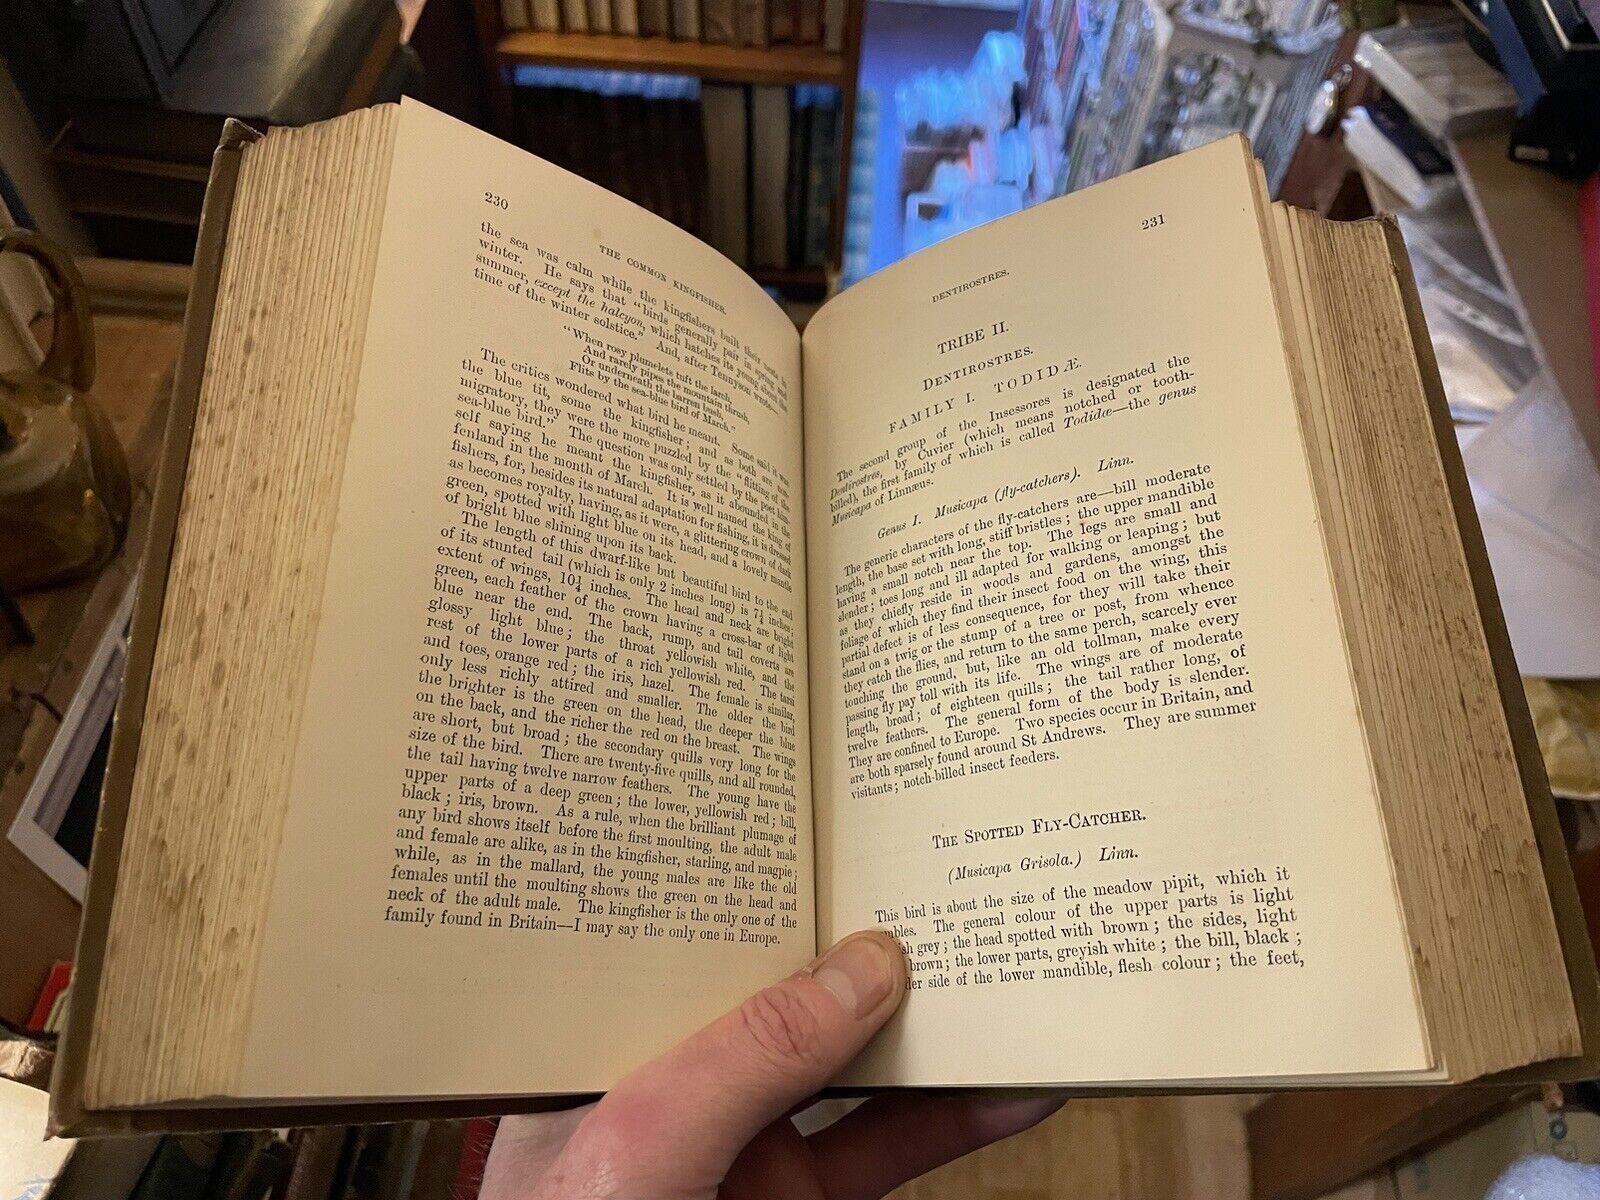 230
THE COMMON KINGFISHER.
the sea was calm while the kingfishers built their nests in
winter. He says that "birds generally pair in spring and
summer, except the halcyon, which hatches its young about the
time of the winter solstice." And, after Tennyson wrote—
"When rosy plumelets tuft the larch,
And rarely pipes the mountain thrush,
Or underneath the barren bush,
Flits by the sea-blue bird of March,"
The critics wondered what bird he meant. Some said it was
the blue tit, some the kingfisher; and as both are non-
migratory, they were the more puzzled by the "flitting of the
sea-blue bird." The question was only settled by the poet him-
self saying he meant the kingfisher, as it abounded in the
fenland in the month of March. It is well named the king of
fishers, for, besides its natural adaptation for fishing, it is dressed
as becomes royalty, having, as it were, a glittering crown of dark
green, spotted with light blue on its head, and a lovely mantle
of bright blue shining upon its back.
The length of this dwarf-like but beautiful bird to the end
of its stunted tail (which is only 2 inches long) is 7½ inches;
extent of wings, 10¼ inches. The head and neck are bright
green, each feather of the crown having a cross-bar of light
blue near the end. The back, rump, and tail coverts are
glossy light blue; the throat yellowish white, and the
rest of the lower parts of a rich yellowish red. The tarsi
and toes, orange red; the iris, hazel. The female is similar,
only less richly attired and smaller. The older the bird
the brighter is the green on the head, the deeper the blue
on the back, and the richer the red on the breast. The wings
are short, but broad; the secondary quills very long for the
size of the bird. There are twenty-five quills, and all rounded,
the tail having twelve narrow feathers. The young have the
upper parts of a deep green; the lower, yellowish red; bill,
black; iris, brown. As a rule, when the brilliant plumage of
any bird shows itself before the first moulting, the adult male
and female are alike, as in the kingfisher, starling, and magpie;
while, as in the mallard, the young males are like the old
females until the moulting shows the green on the head and
neck of the adult male. The kingfisher is the only one of the
family found in Britain—I may say the only one in Europe.
231
DENTIROSTRES.
TRIBE II.
DENTIROSTRES.
FAMILY I. TODIDÆ.
The second group of the Insessores is designated the
Dentirostres, by Cuvier (which means notched or tooth-
billed), the first family of which is called Todidæ—the genus
Musicapa of Linnæus.
Genus I. Musicapa (fly-catchers). Linn.
The generic characters of the fly-catchers are—bill moderate
length, the base set with long, stiff bristles; the upper mandible
having a small notch near the top. The legs are small and
slender; toes long and ill adapted for walking or leaping; but
as they chiefly reside in woods and gardens, amongst the
foliage of which they find their insect food on the wing, this
partial defect is of less consequence, for they will take their
stand on a twig or the stump of a tree or post, from whence
they catch the flies, and return to the same perch, scarcely ever
touching the ground, but, like an old tollman, make every
passing fly pay toll with its life. The wings are of moderate
length, broad; of eighteen quills; the tail rather long, of
twelve feathers. The general form of the body is slender.
They are confined to Europe. Two species occur in Britain, and
are both sparsely found around St Andrews. They are summer
visitants; notch-billed insect feeders.
THE SPOTTED FLY-CATCHER.
(Musicapa Grisola.) Linn.
This bird is about the size of the meadow pipit, which it
mbles. The general colour of the upper parts is light
ish grey; the head spotted with brown; the sides, light
brown; the lower parts, greyish white; the bill, black;
der side of the lower mandible, flesh colour; the feet,